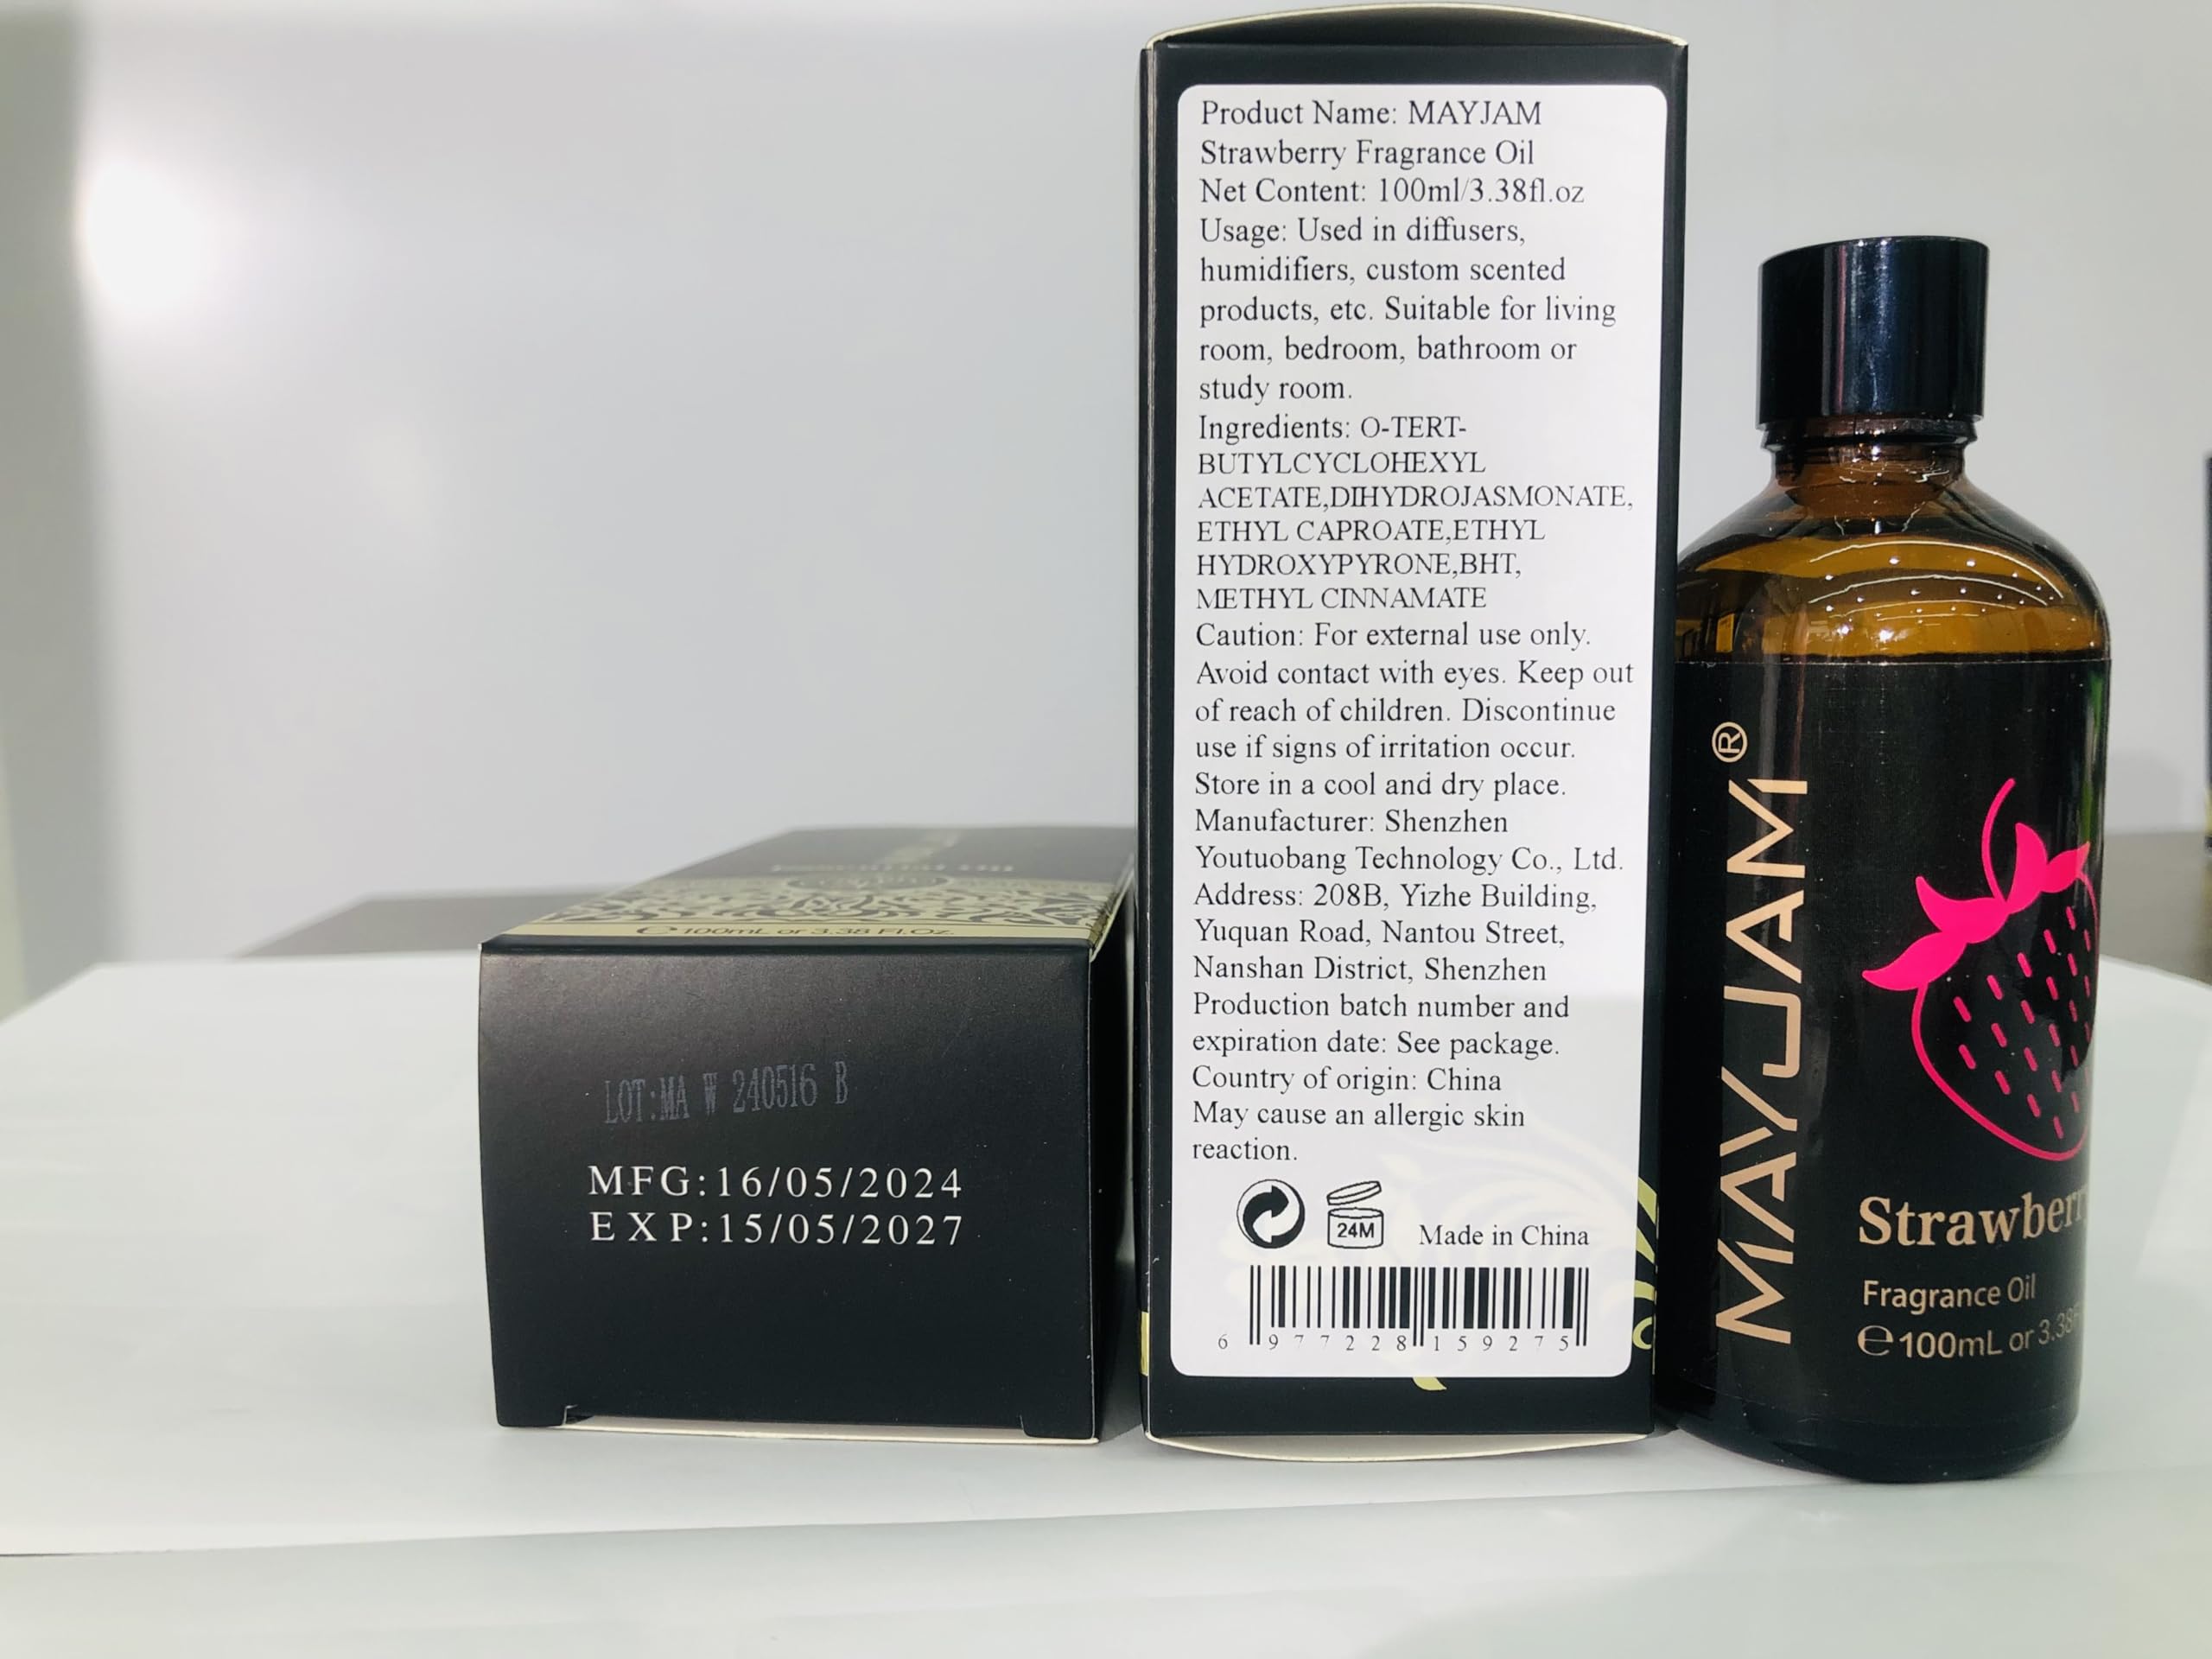 100mL or 3.38 Fl.Oz.
LOT:MA W 240516 B
MFG:16/05/2024
EXP:15/05/2027
Product Name: MAYJAM
Strawberry Fragrance Oil
Net Content: 100ml/3.38fl.oz
Usage: Used in diffusers,
humidifiers, custom scented
products, etc. Suitable for living
room, bedroom, bathroom or
study room.
Ingredients: O-TERT-
BUTYLCYCLOHEXYL
ACETATE,DIHYDROJASMONATE,
ETHYL CAPROATE,ETHYL
HYDROXYPYRONE,BHT,
METHYL CINNAMATE
Caution: For external use only.
Avoid contact with eyes. Keep out
of reach of children. Discontinue
use if signs of irritation occur.
Store in a cool and dry place.
Manufacturer: Shenzhen
Youtuobang Technology Co., Ltd.
Address: 208B, Yizhe Building,
Yuquan Road, Nantou Street,
Nanshan District, Shenzhen
Production batch number and
expiration date: See package.
Country of origin: China
May cause an allergic skin
reaction.
24M Made in China
6 977228 159275
MAYJAM®
Strawberr
Fragrance Oil
℮100mL or 3.38F